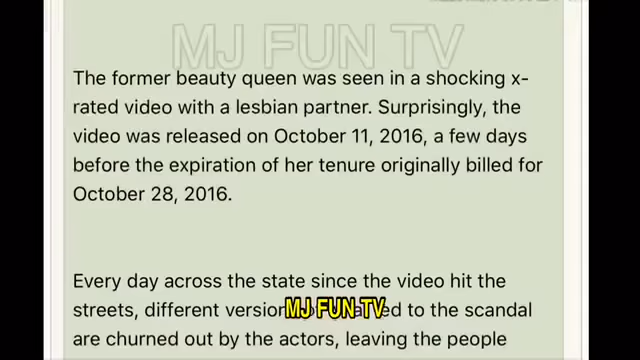 MJ FUN TV
The former beauty queen was seen in a shocking x-
rated video with a lesbian partner. Surprisingly, the
video was released on October 11, 2016, a few days
before the expiration of her tenure originally billed for
October 28, 2016.
Every day across the state since the video hit the
streets, different version MJ FUN TV ed to the scandal
are churned out by the actors, leaving the people